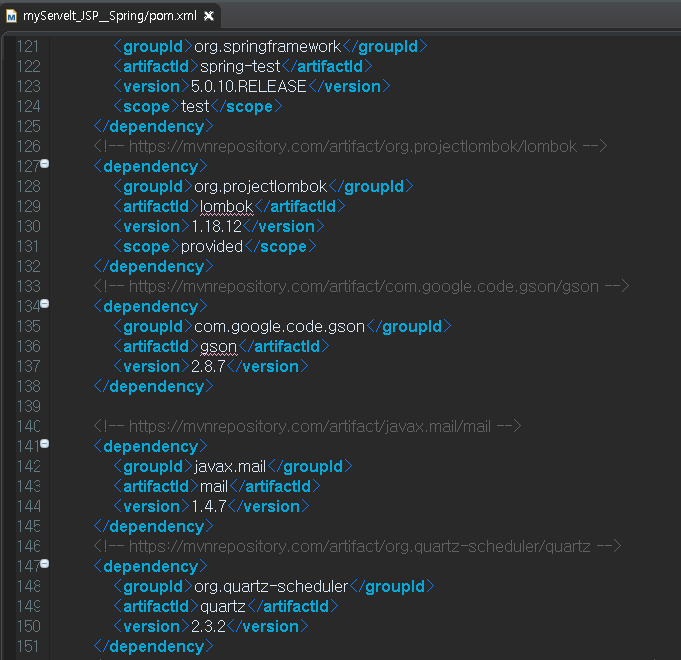 myServelt_JSP__Spring/pom.xml
121 <groupId>org.springframework</groupId>
122 <artifactId>spring-test</artifactId>
123 <version>5.0.10.RELEASE</version>
124 <scope>test</scope>
125 </dependency>
126 <!-- https://mvnrepository.com/artifact/org.projectlombok/lombok -->
127 <dependency>
128 <groupId>org.projectlombok</groupId>
129 <artifactId>lombok</artifactId>
130 <version>1.18.12</version>
131 <scope>provided</scope>
132 </dependency>
133 <!-- https://mvnrepository.com/artifact/com.google.code.gson/gson -->
134 <dependency>
135 <groupId>com.google.code.gson</groupId>
136 <artifactId>gson</artifactId>
137 <version>2.8.7</version>
138 </dependency>
139
140 <!-- https://mvnrepository.com/artifact/javax.mail/mail -->
141 <dependency>
142 <groupId>javax.mail</groupId>
143 <artifactId>mail</artifactId>
144 <version>1.4.7</version>
145 </dependency>
146 <!-- https://mvnrepository.com/artifact/org.quartz-scheduler/quartz -->
147 <dependency>
148 <groupId>org.quartz-scheduler</groupId>
149 <artifactId>quartz</artifactId>
150 <version>2.3.2</version>
151 </dependency>